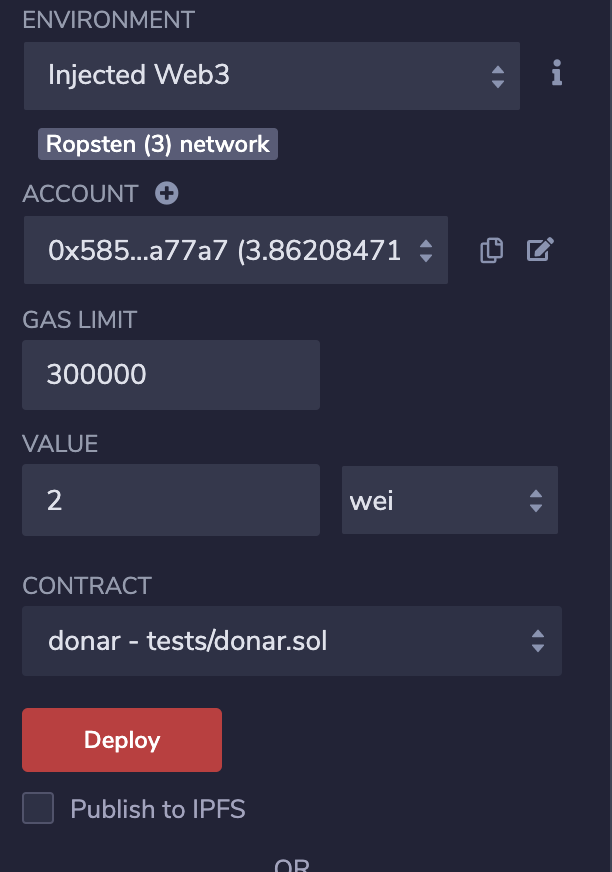 ENVIRONMENT
Injected Web3
Ropsten (3) network
ACCOUNT
0x585...a77a7 (3.86208471
GAS LIMIT
300000
VALUE
2 wei
CONTRACT
donar - tests/donar.sol
Deploy
Publish to IPFS
OR